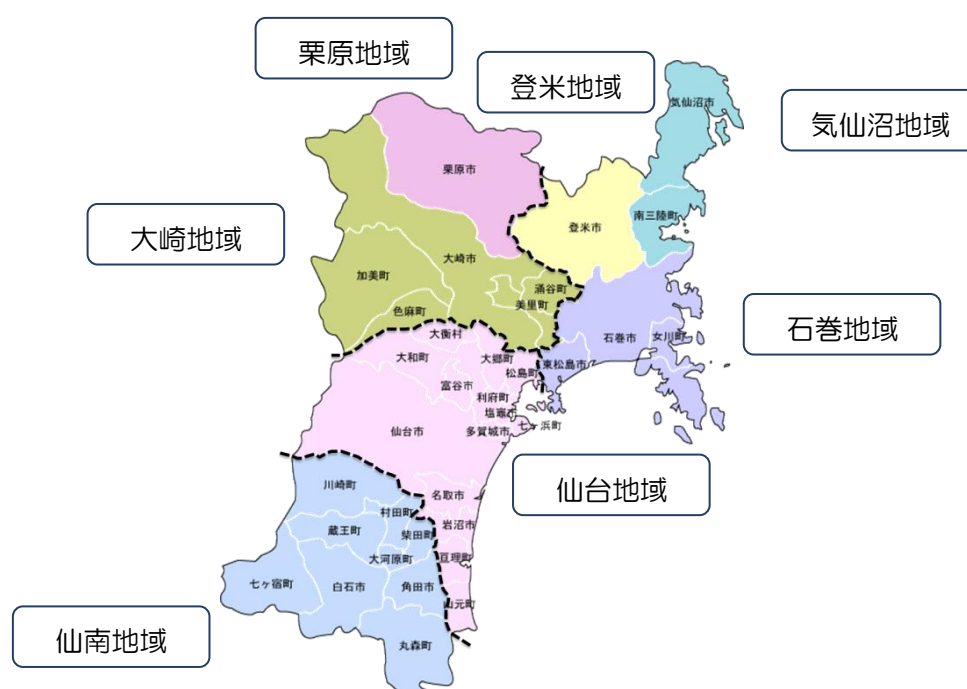 栗原地域
登米地域
気仙沼地域
気仙沼市
栗原市
南三陸町
登米市
大崎地域
大崎市
加美町
涌谷町
美里町
色麻町
石巻地域
石巻市
女川町
大衡村
大和町
大郷町
松島町
東松島市
富谷市
利府町
塩竈市
七ヶ浜町
仙台市
多賀城市
仙台地域
川崎町
名取市
村田町
岩沼市
蔵王町
柴田町
大河原町
亘理町
七ヶ宿町
白石市
角田市
山元町
仙南地域
丸森町